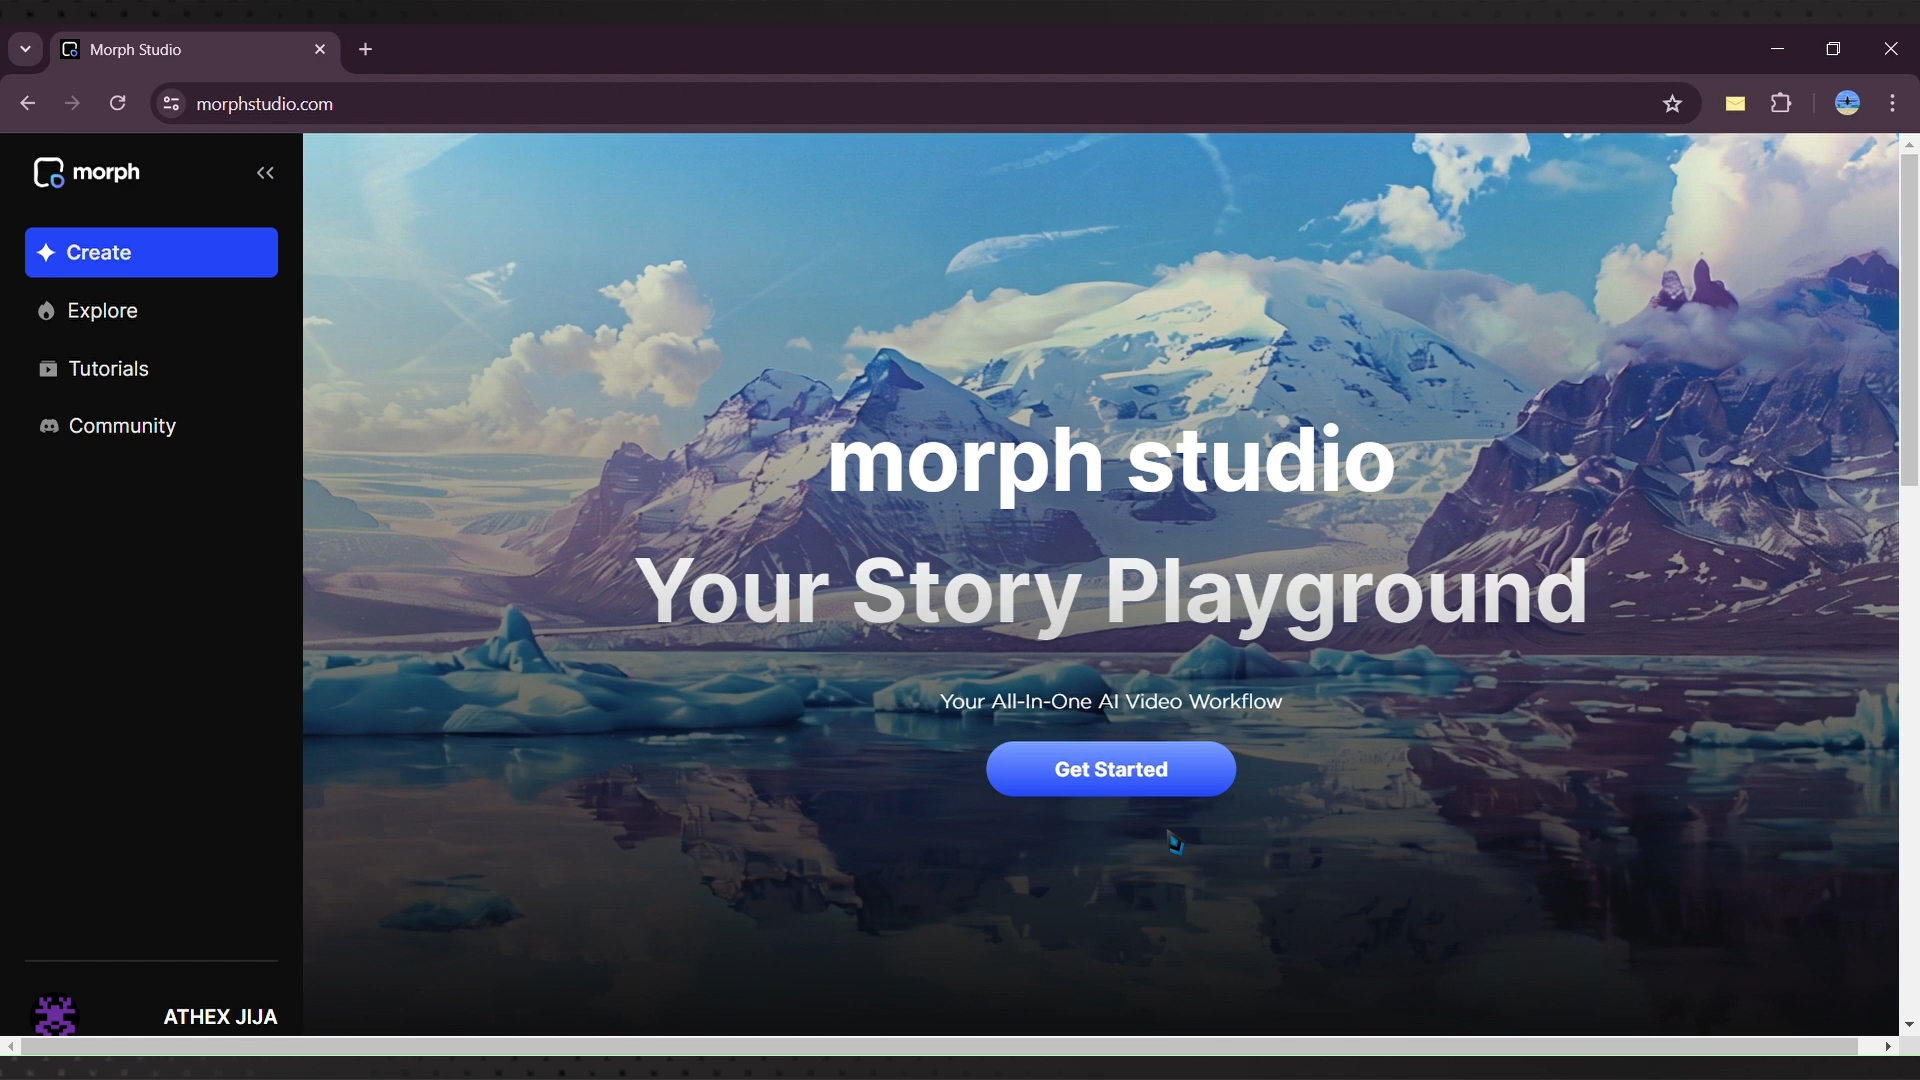 Morph Studio
morphstudio.com
morph
Create
Explore
Tutorials
Community
morph studio
Your Story Playground
Your All-In-One AI Video Workflow
Get Started
ATHEX JIJA